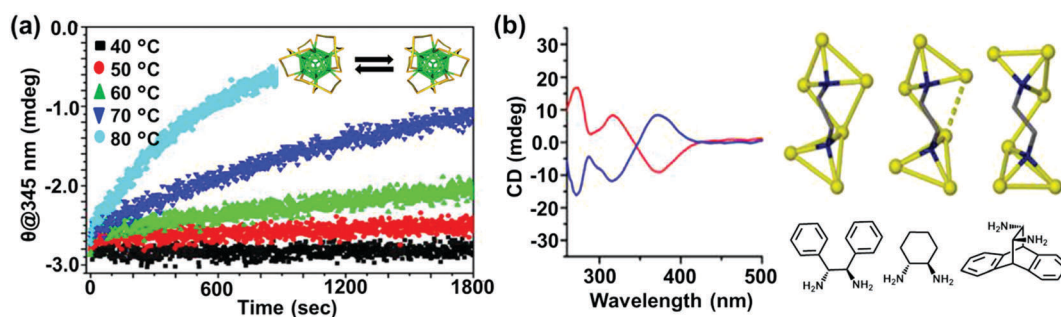 (a)
θ@345 nm (mdeg)
0.0
-1.0
-2.0
-3.0
40 °C
50 °C
60 °C
70 °C
80 °C
0 600 1200 1800
Time (sec)
(b)
CD (mdeg)
30
20
10
0
-10
-20
-30
300 400 500
Wavelength (nm)
H₂N
NH₂
H₂N
NH₂
H₂N
NH₂